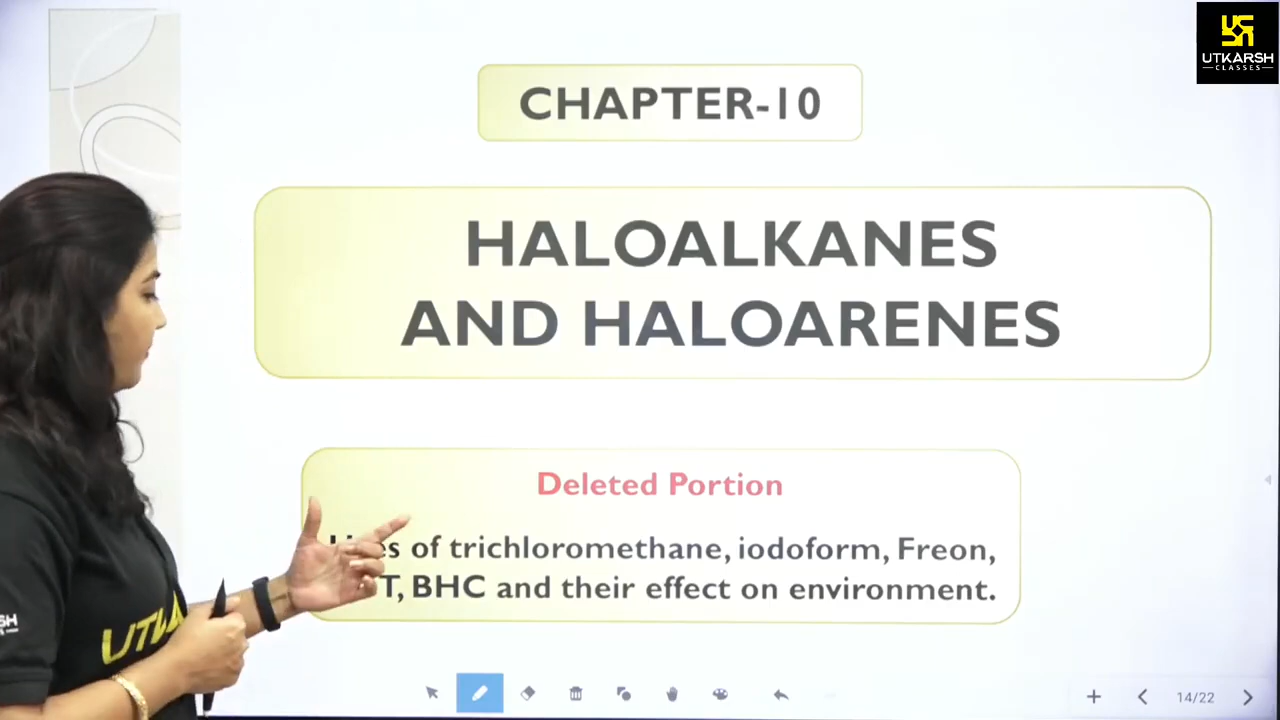 UTKARSH
CLASSES
CHAPTER-10
HALOALKANES
AND HALOARENES
Deleted Portion
of trichloromethane, iodoform, Freon,
BHC and their effect on environment.
14/22